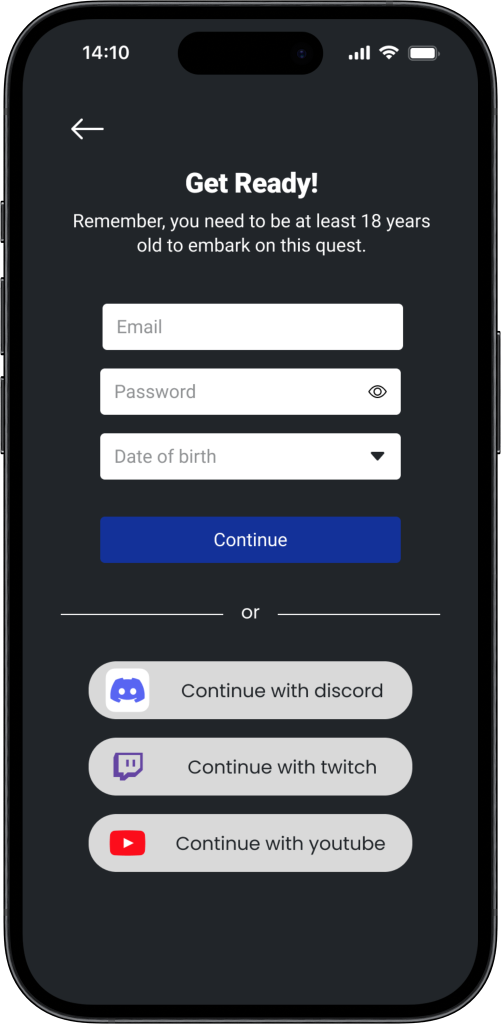 14:10
Get Ready!
Remember, you need to be at least 18 years
old to embark on this quest.
Email
Password
Date of birth
Continue
or
Continue with discord
Continue with twitch
Continue with youtube